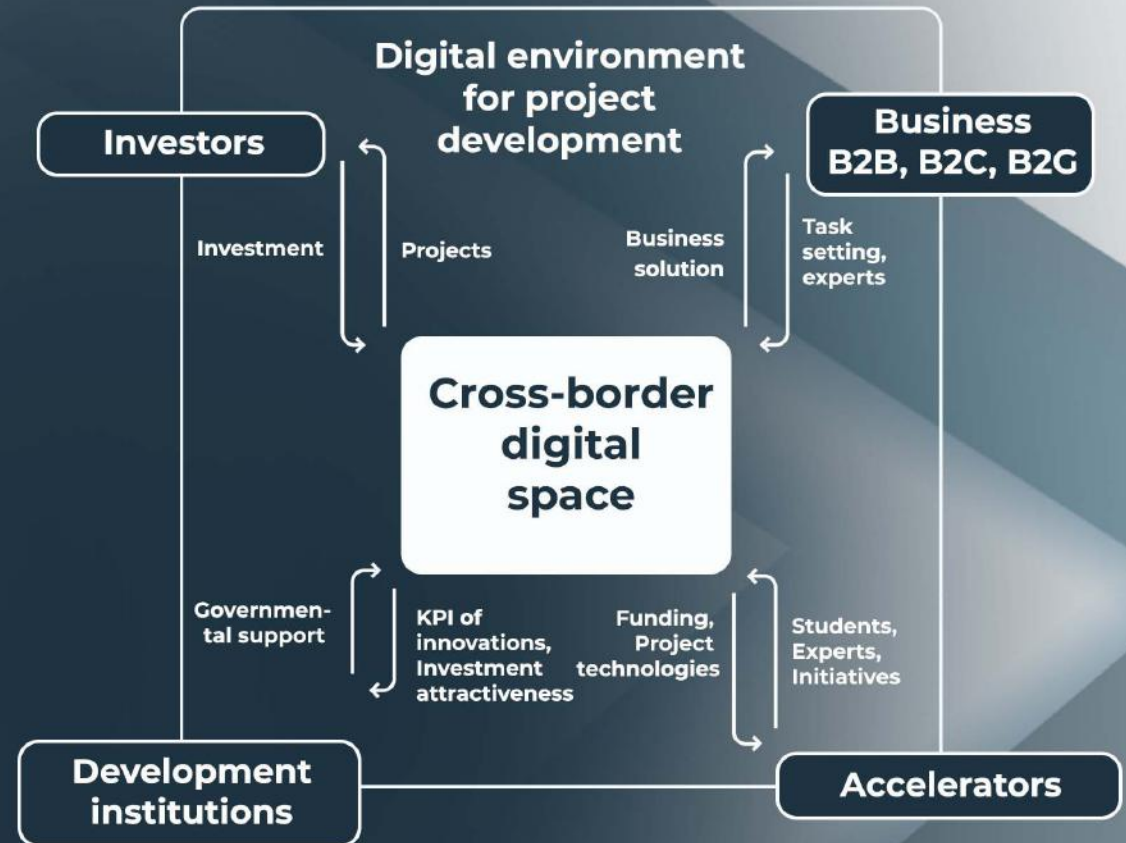 Digital environment
for project
development
Investors
Business
B2B, B2C, B2G
Investment
Projects
Business
solution
Task
setting,
experts
Cross-border
digital
space
Governmen-
tal support
KPI of
innovations,
Investment
attractiveness
Funding,
Project
technologies
Students,
Experts,
Initiatives
Development
institutions
Accelerators